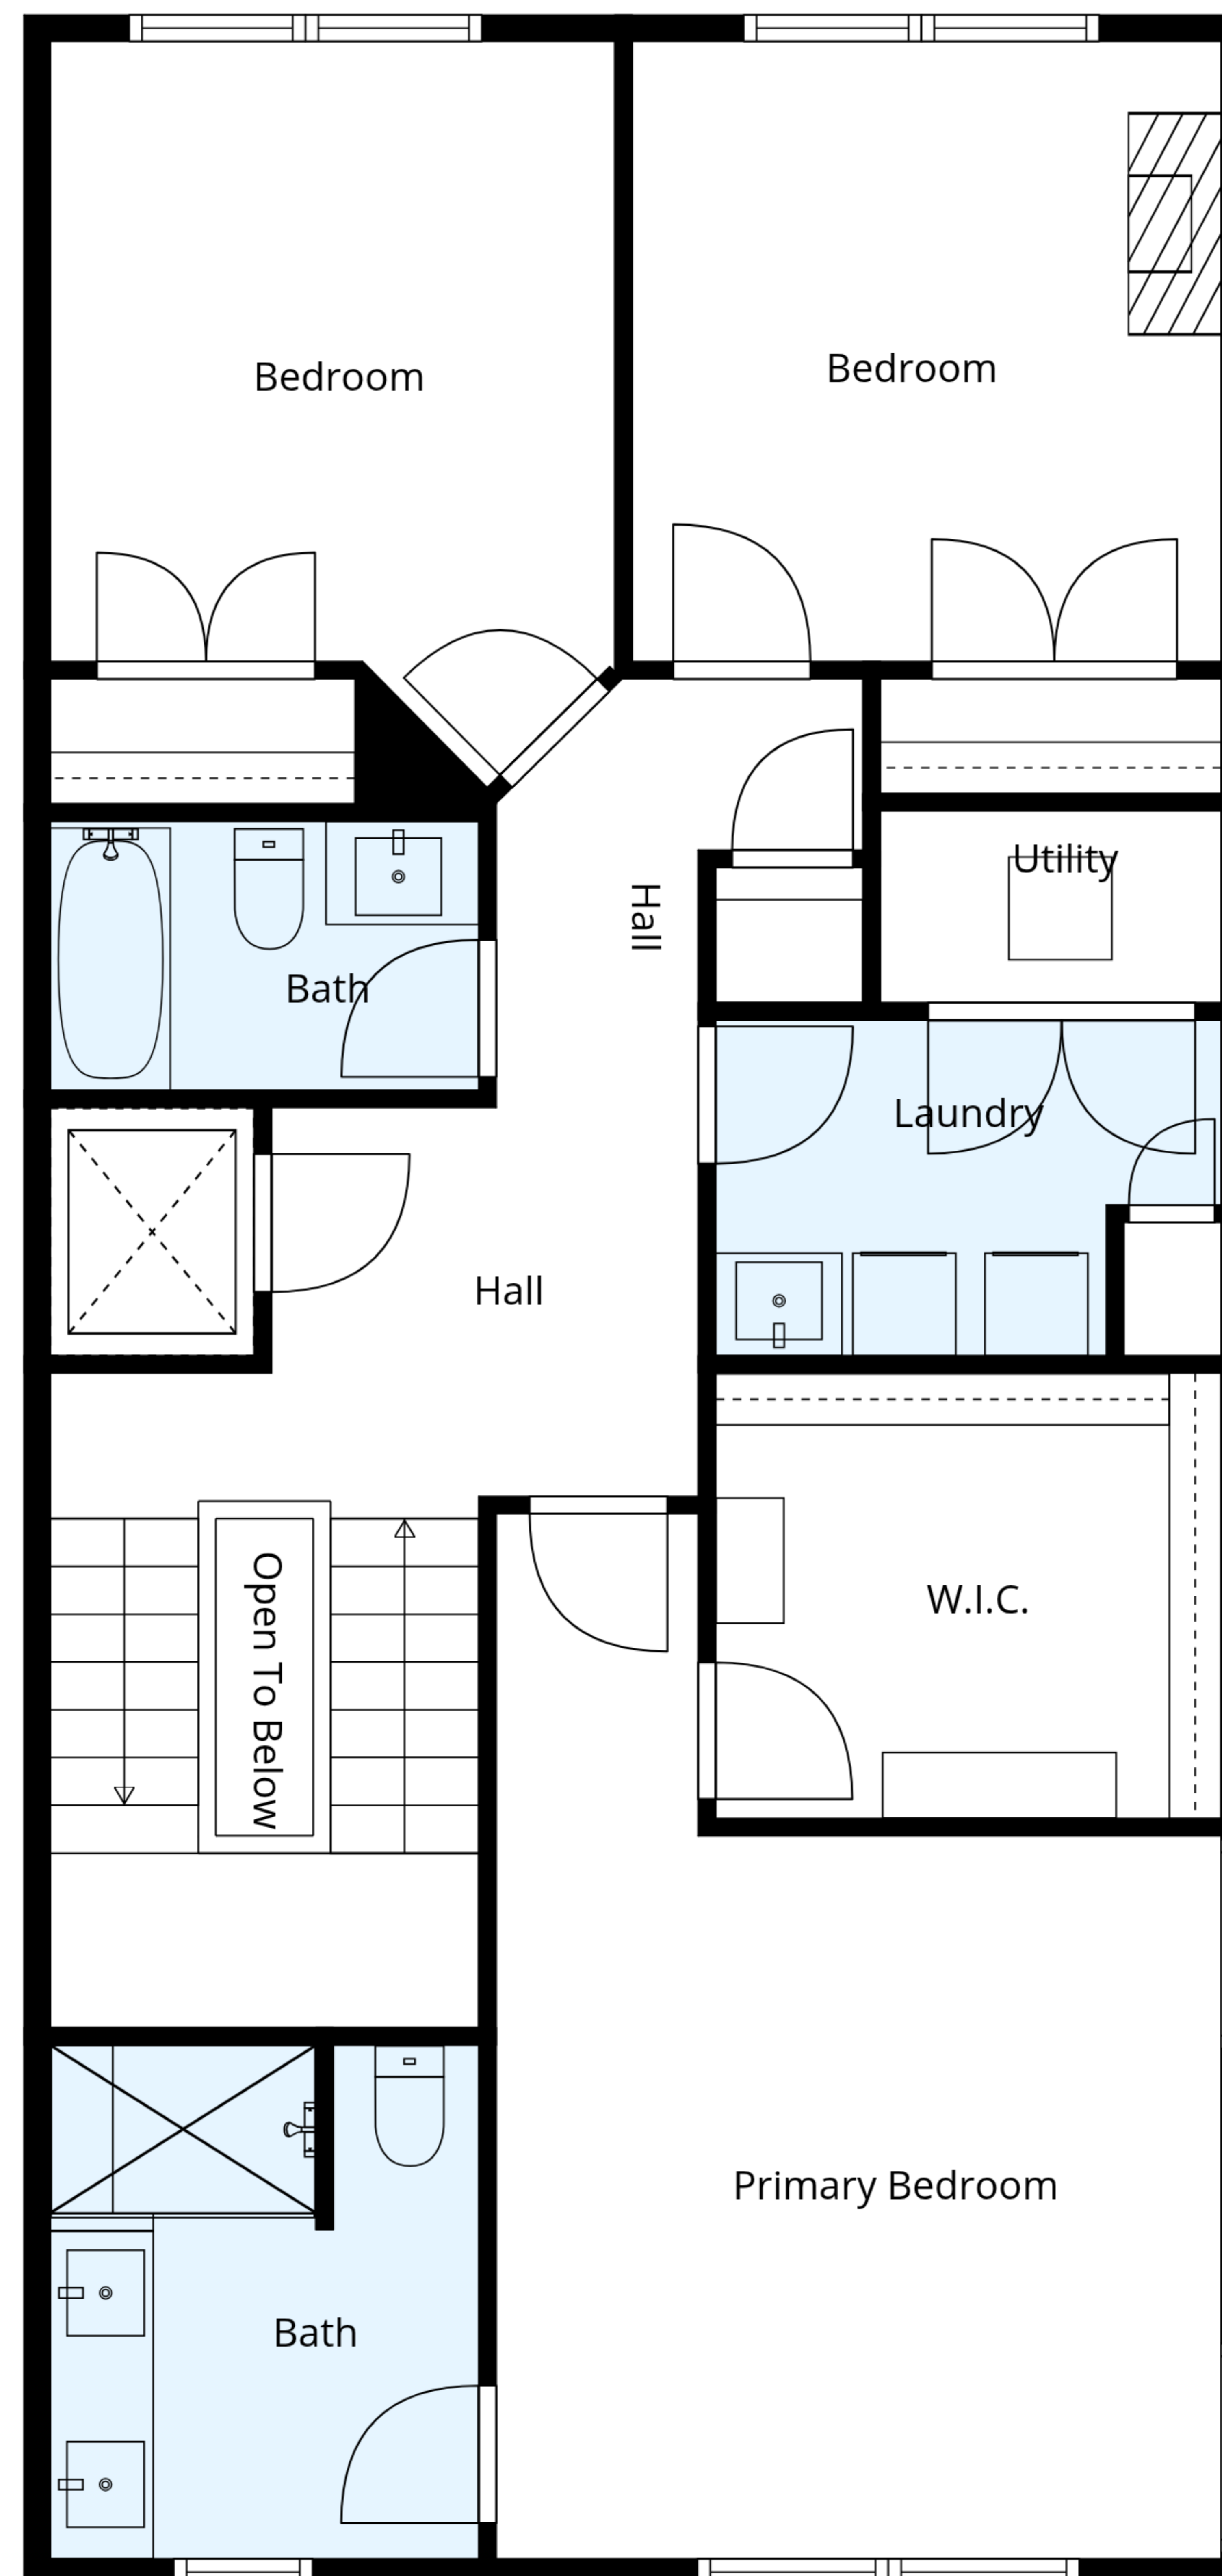 Bedroom
Bedroom
Utility
Hall
Bath
Laundry
Hall
Open To Below
W.I.C.
Primary Bedroom
Bath